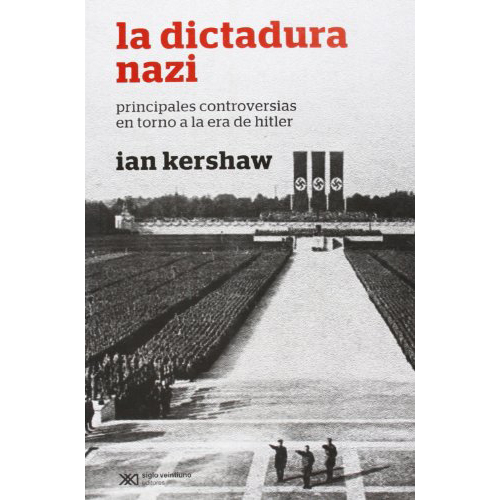 la dictadura
nazi
principales controversias
en torno a la era de hitler
ian kershaw
siglo veintiuno
editores